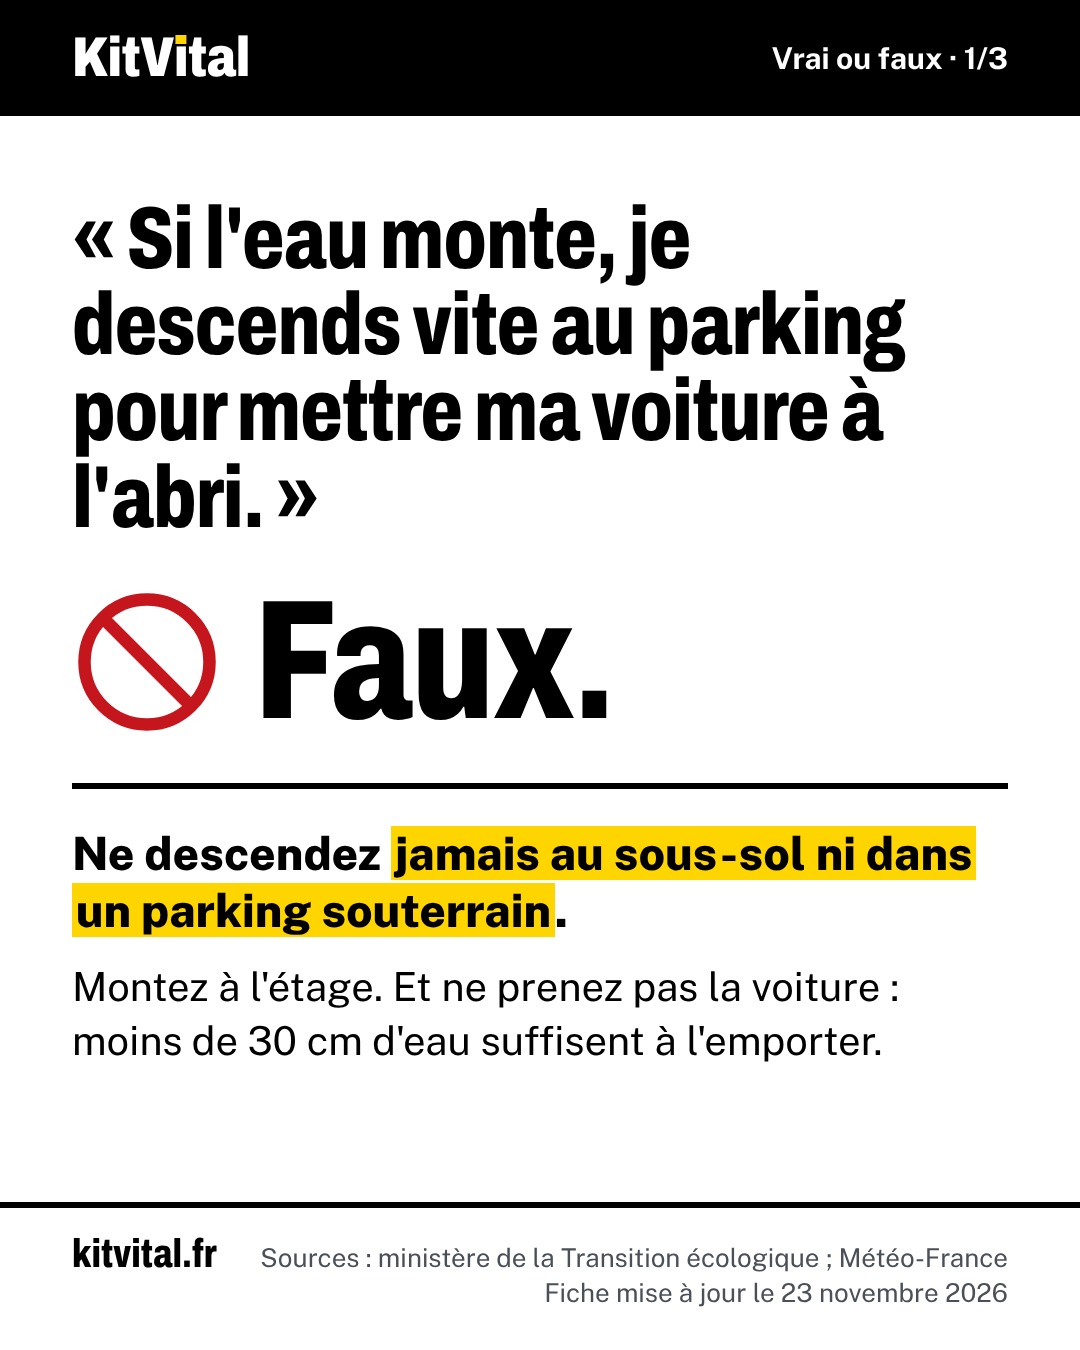 KitVital
Vrai ou faux · 1/3
« Si l'eau monte, je
descends vite au parking
pour mettre ma voiture à
l'abri. »
Faux.
Ne descendez jamais au sous-sol ni dans
un parking souterrain.
Montez à l'étage. Et ne prenez pas la voiture :
moins de 30 cm d'eau suffisent à l'emporter.
kitvital.fr
Sources : ministère de la Transition écologique ; Météo-France
Fiche mise à jour le 23 novembre 2026